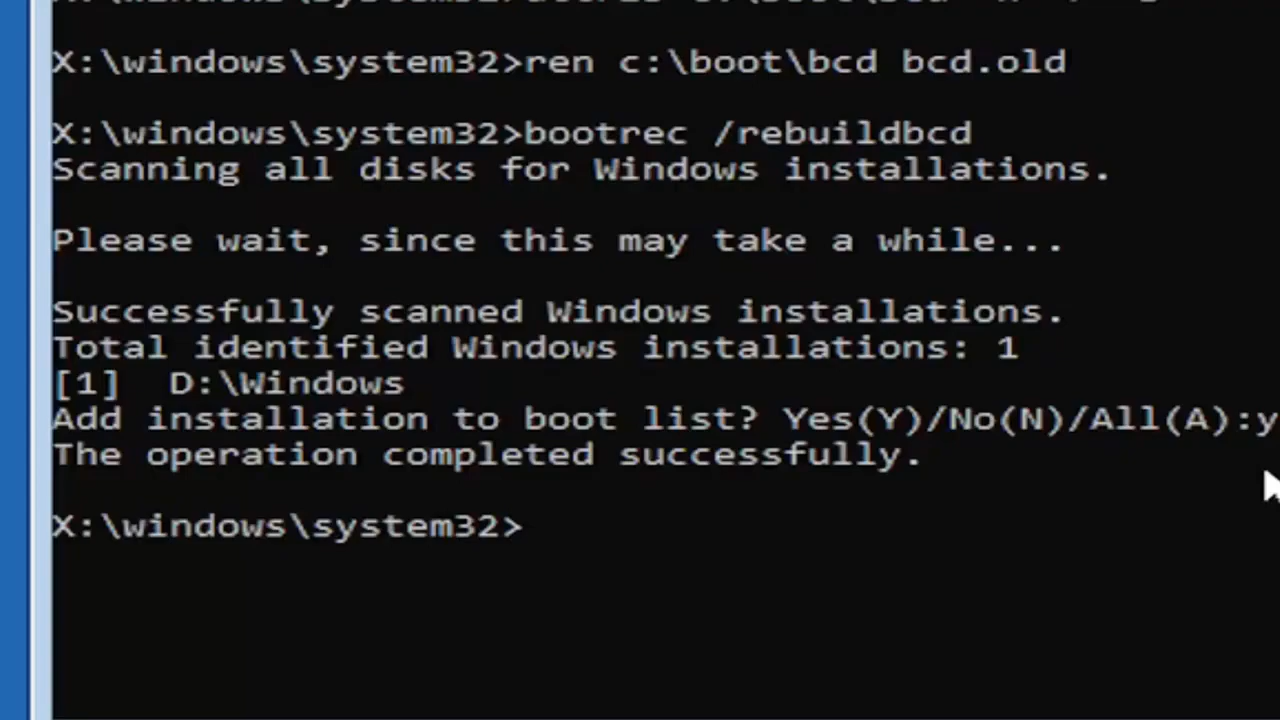 X:\windows\system32>ren c:\boot\bcd bcd.old
X:\windows\system32>bootrec /rebuildbcd
Scanning all disks for Windows installations.
Please wait, since this may take a while...
Successfully scanned Windows installations.
Total identified Windows installations: 1
[1]  D:\Windows
Add installation to boot list? Yes(Y)/No(N)/All(A):y
The operation completed successfully.
X:\windows\system32>